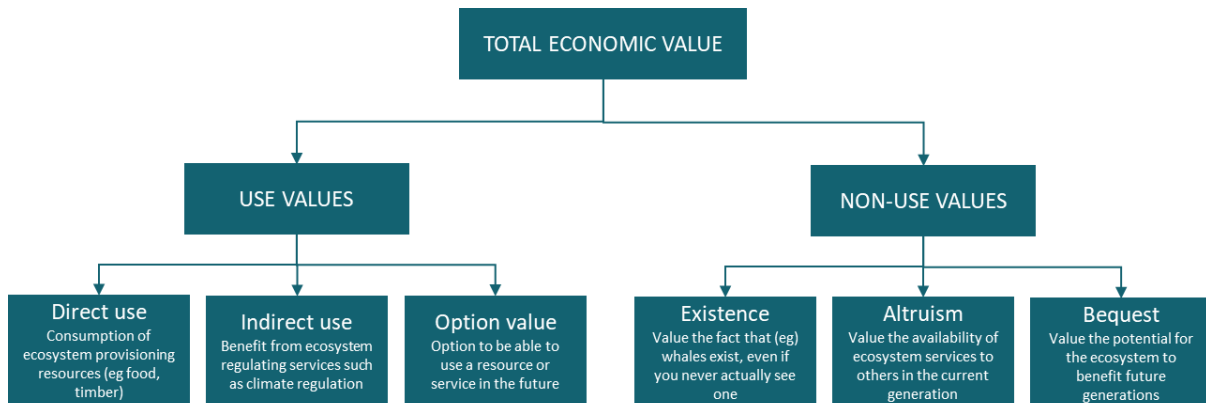 TOTAL ECONOMIC VALUE
USE VALUES
NON-USE VALUES
Direct use
Consumption of
ecosystem provisioning
resources (eg food,
timber)
Indirect use
Benefit from ecosystem
regulating services such
as climate regulation
Option value
Option to be able to
use a resource or
service in the future
Existence
Value the fact that (eg)
whales exist, even if
you never actually see
one
Altruism
Value the availability of
ecosystem services to
others in the current
generation
Bequest
Value the potential for
the ecosystem to
benefit future
generations